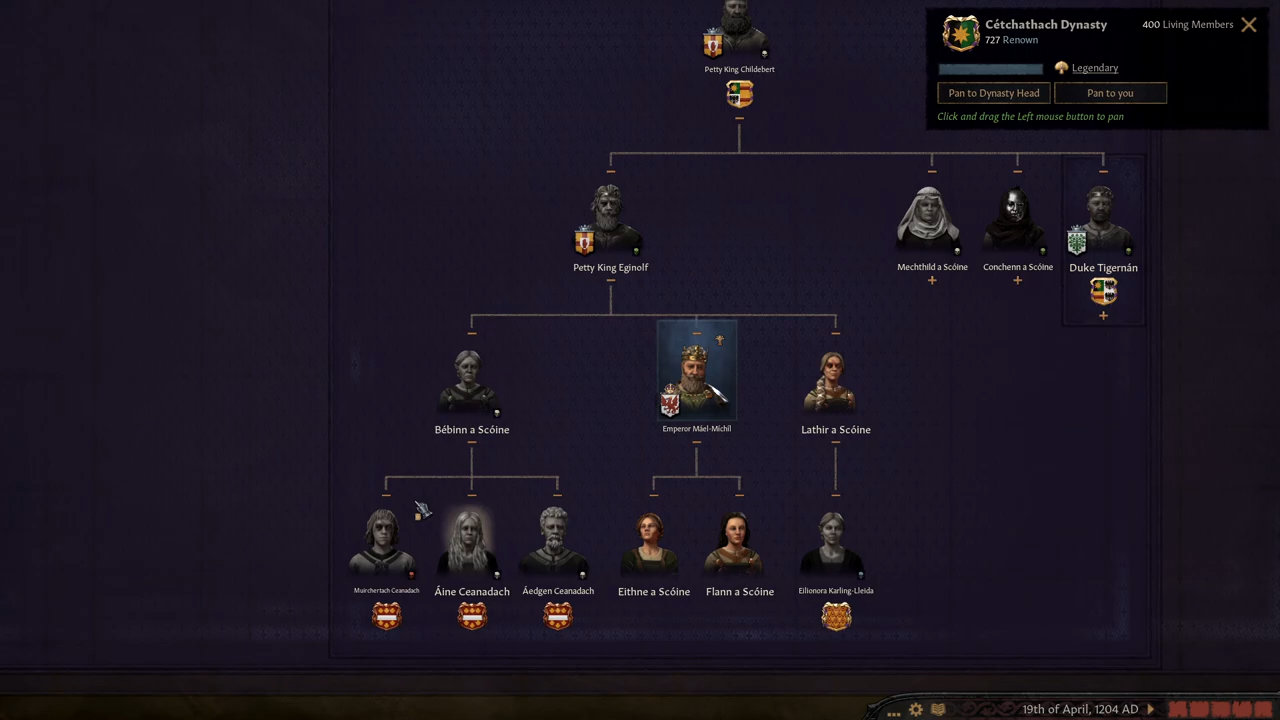 Cétchathach Dynasty
400 Living Members
727 Renown
Legendary
Pan to Dynasty Head
Pan to you
Click and drag the Left mouse button to pan
Petty King Childebert
Petty King Eginolf
Mechthild a Scóine
Conchenn a Scóine
Duke Tigernán
Bébinn a Scóine
Emperor Máel-Míchíl
Lathir a Scóine
Muirchertach Ceanadach
Áine Ceanadach
Áedgen Ceanadach
Eithne a Scóine
Flann a Scóine
Eilionora Karling-Lleida
19th of April, 1204 AD